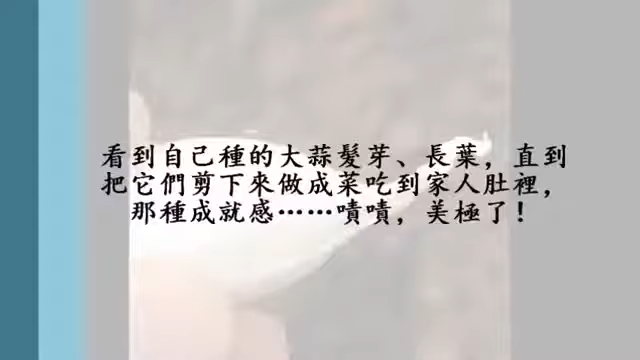 看到自己種的大蒜髮芽、長葉，直到
把它們剪下來做成菜吃到家人肚裡，
那種成就感……嘖嘖，美極了！